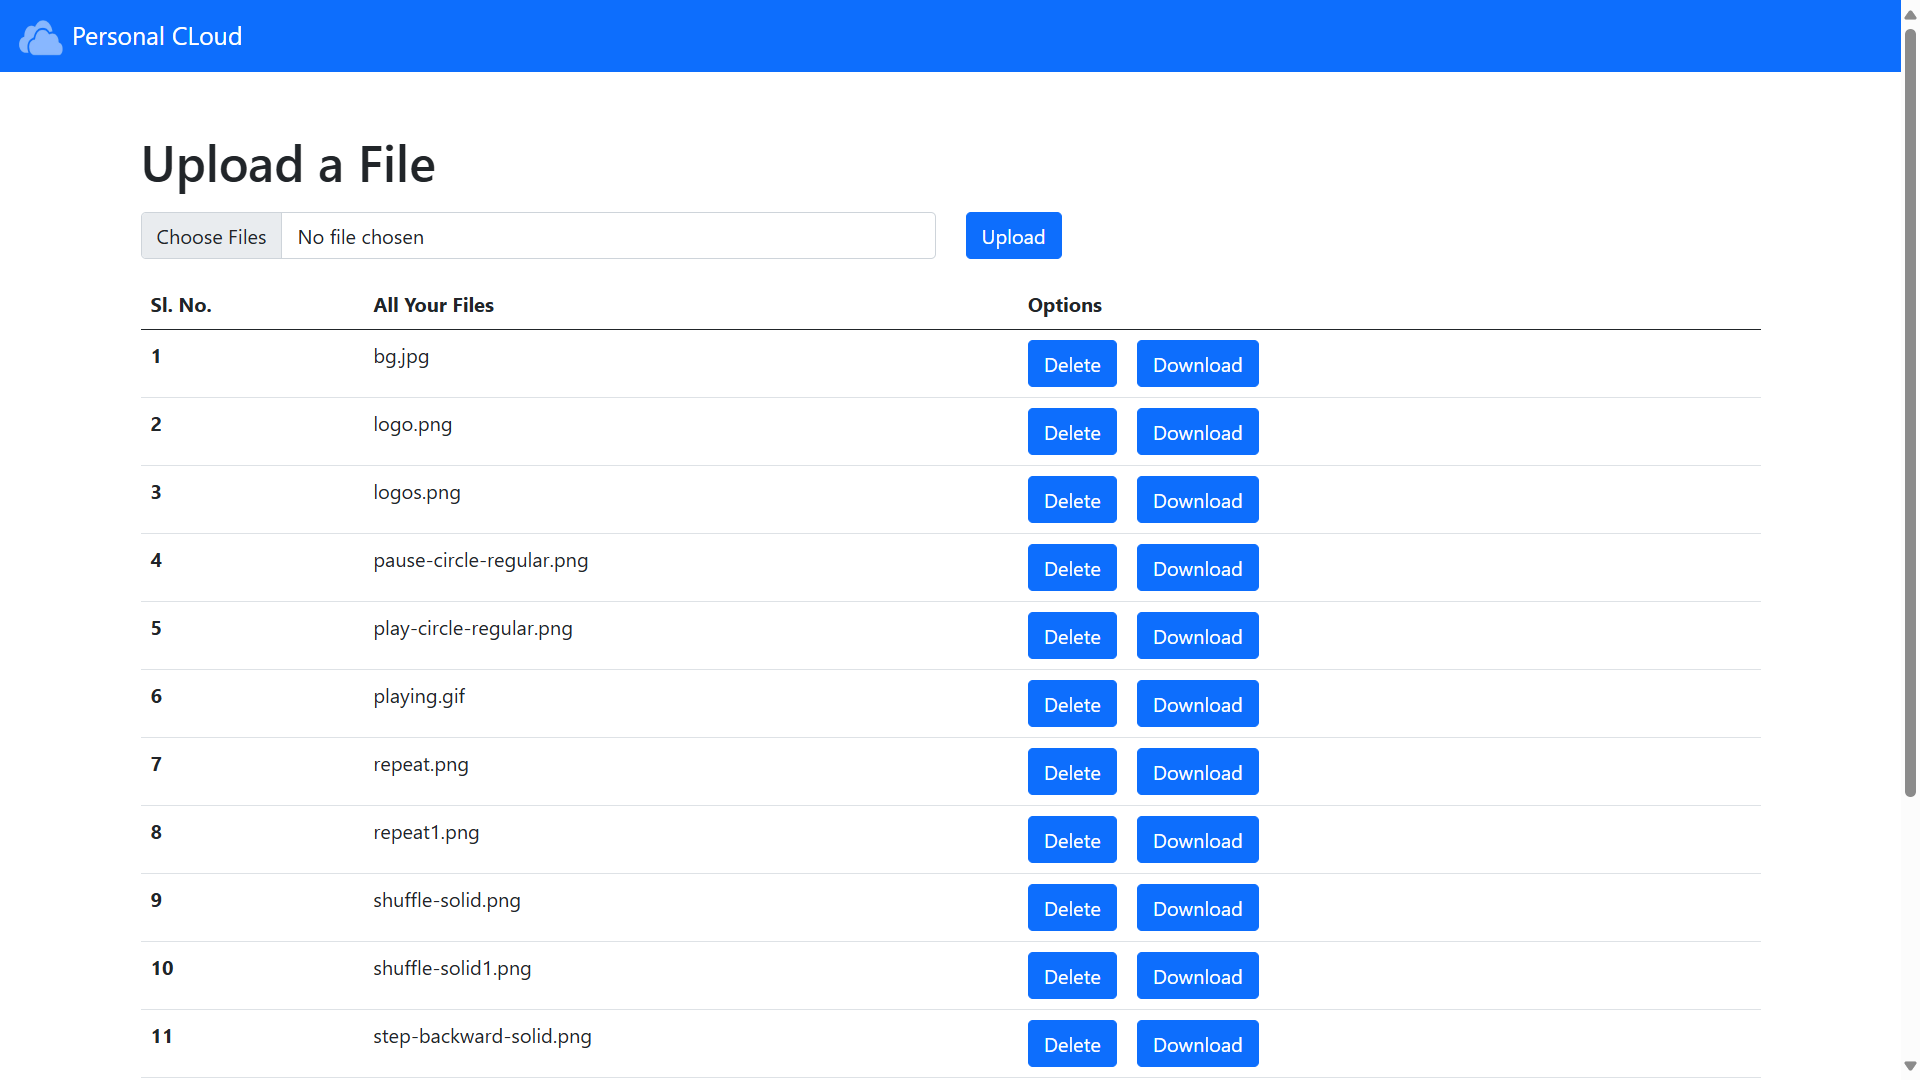 Personal CLoud
Upload a File
Choose Files No file chosen Upload
Sl. No. All Your Files Options
1 bg.jpg Delete Download
2 logo.png Delete Download
3 logos.png Delete Download
4 pause-circle-regular.png Delete Download
5 play-circle-regular.png Delete Download
6 playing.gif Delete Download
7 repeat.png Delete Download
8 repeat1.png Delete Download
9 shuffle-solid.png Delete Download
10 shuffle-solid1.png Delete Download
11 step-backward-solid.png Delete Download